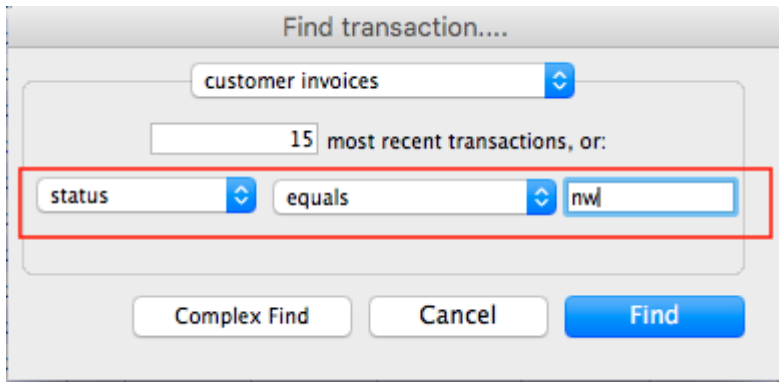 Find transaction....
customer invoices
15 most recent transactions, or:
status equals nw
Complex Find Cancel Find